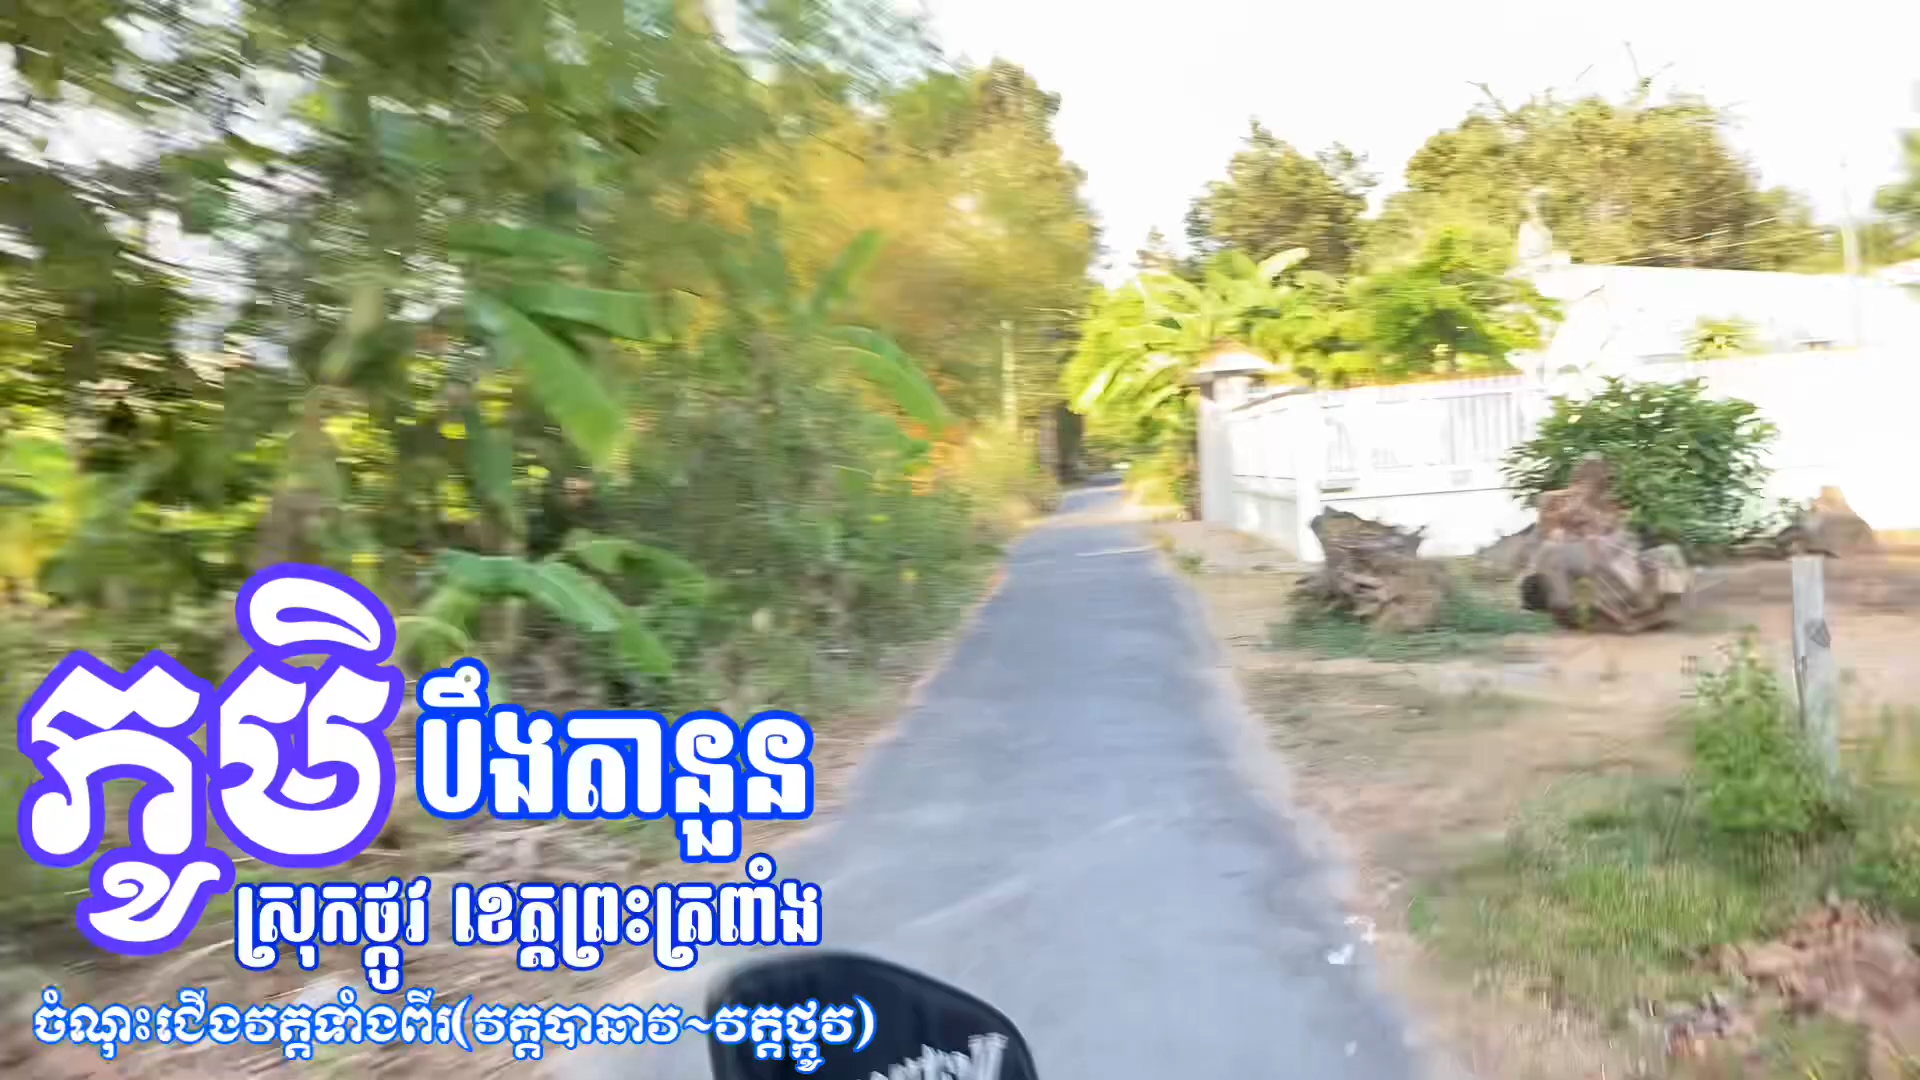 ភូមិ បឹងតានួន
ស្រុកថ្កូវ ខេត្តព្រះត្រពាំង
ចំណុះជើងវត្តទាំងពីរ(វត្តបាឆាវ~វត្តថ្កូវ)